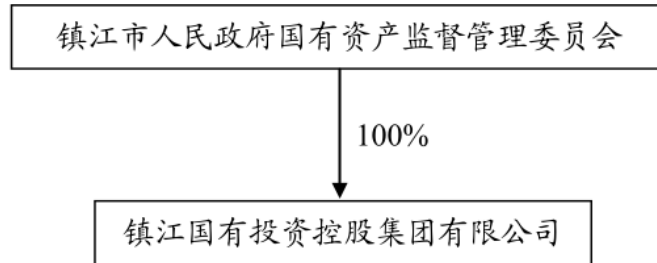 镇江市人民政府国有资产监督管理委员会
100%
镇江国有投资控股集团有限公司